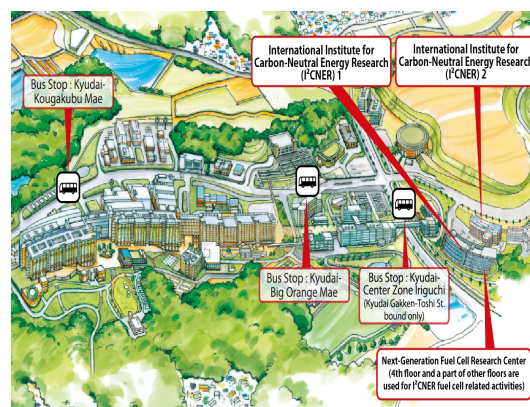 International Institute for
Carbon-Neutral Energy Research
(I²CNER) 1
International Institute for
Carbon-Neutral Energy Research
(I²CNER) 2
Bus Stop : Kyudai-
Kougakubu Mae
Bus Stop : Kyudai-
Big Orange Mae
Bus Stop : Kyudai-
Center Zone Iriguchi
(Kyudai Gakken-Toshi St.
bound only)
Next-Generation Fuel Cell Research Center
(4th floor and a part of other floors are
used for I²CNER fuel cell related activities)